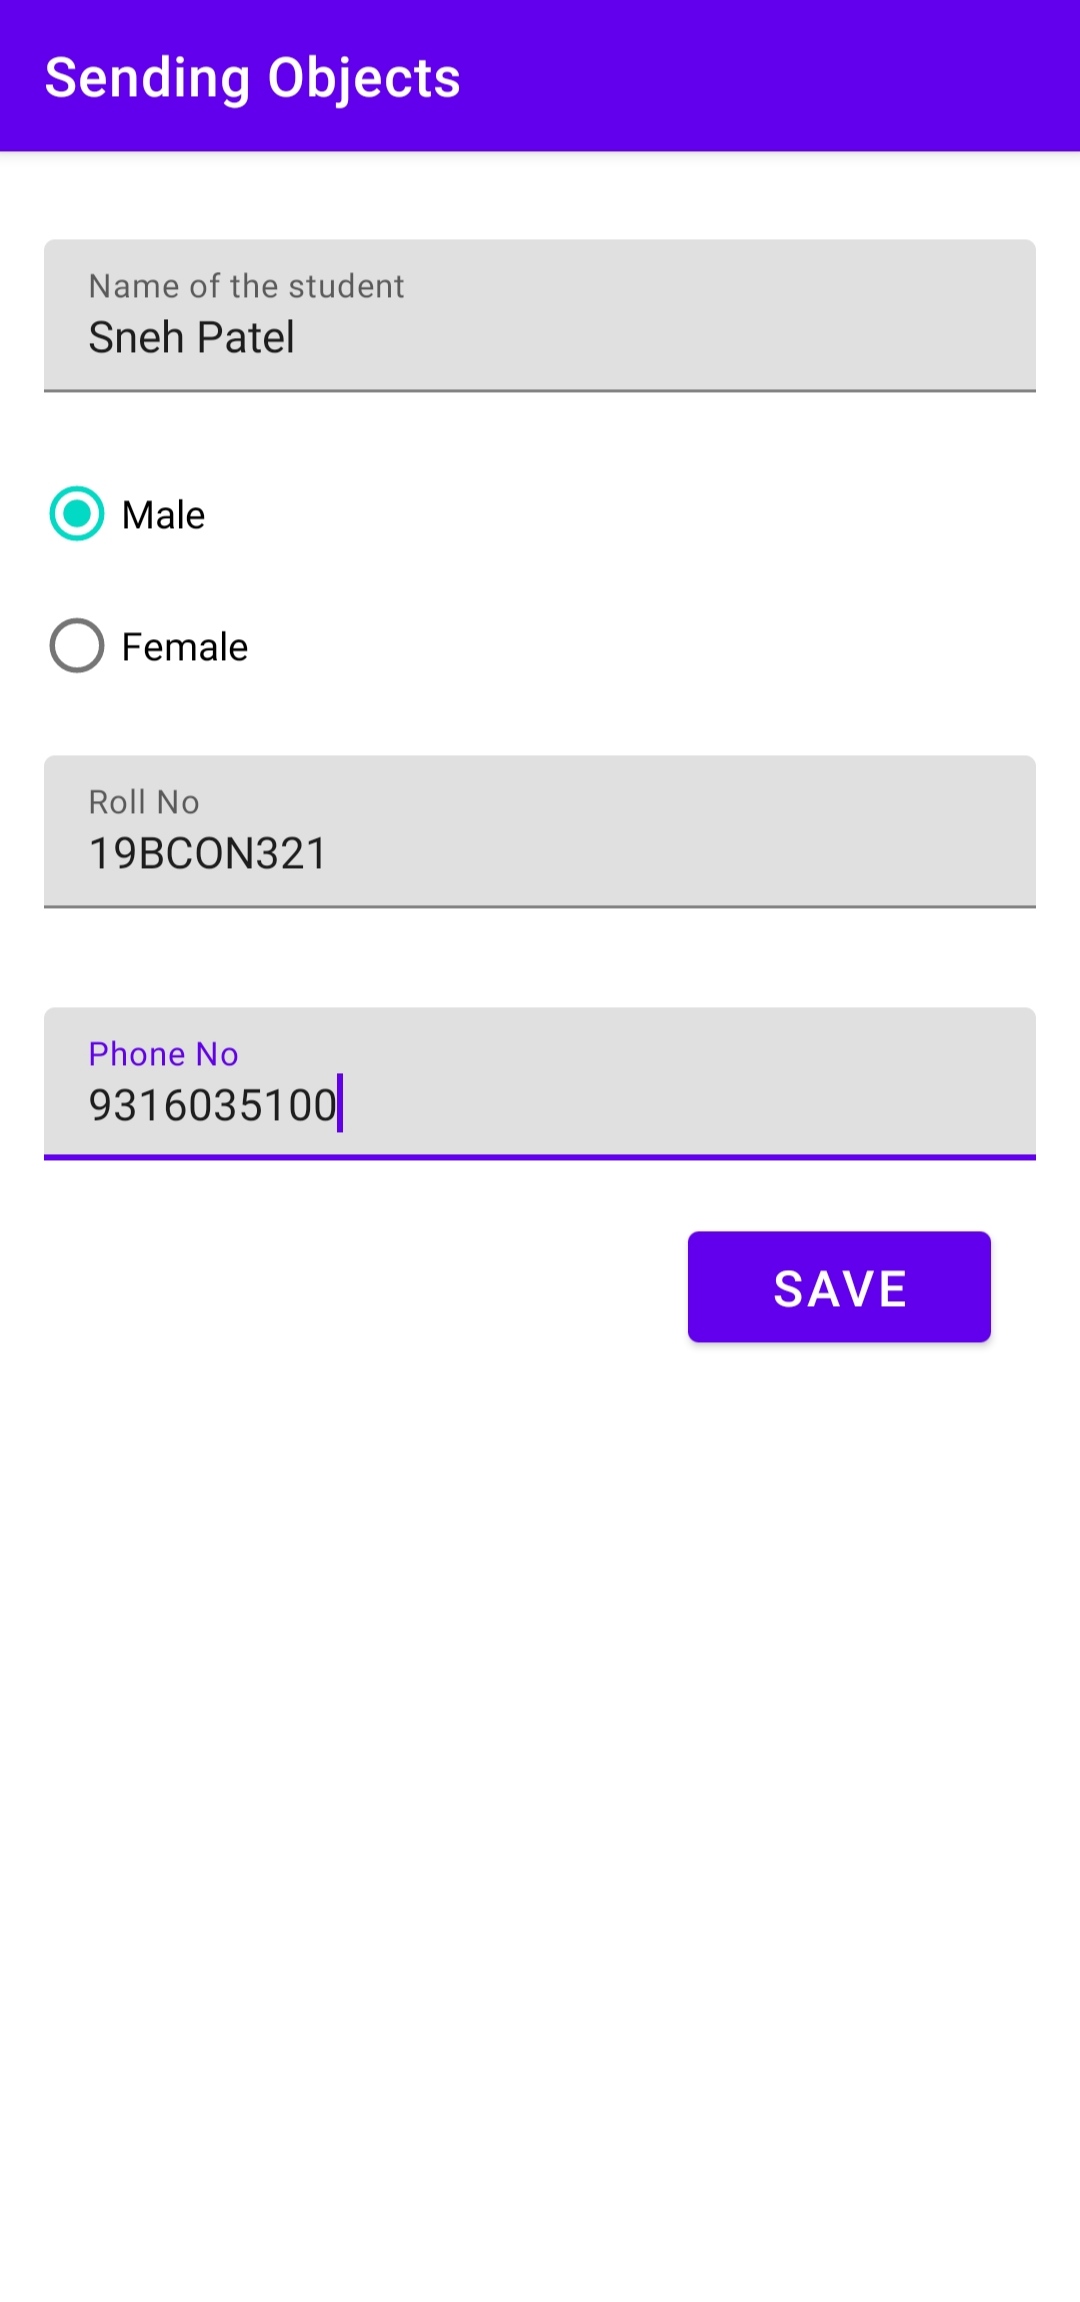 Sending Objects
Name of the student
Sneh Patel
Male
Female
Roll No
19BCON321
Phone No
9316035100
SAVE